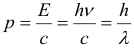 p = E/c = hν/c = h/λ